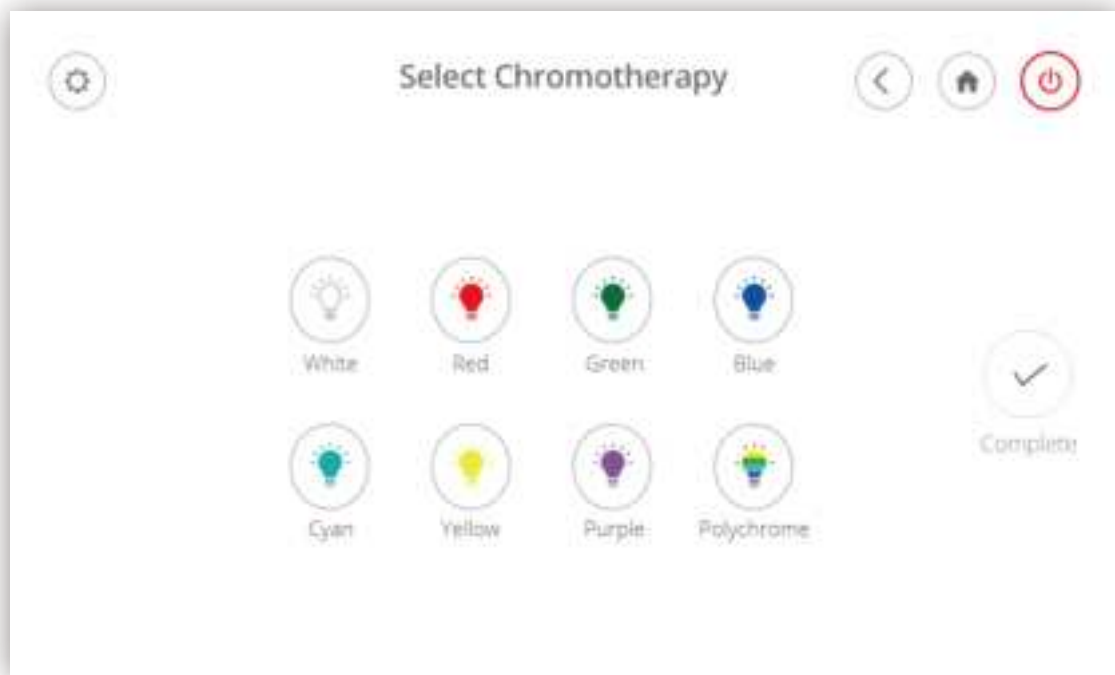 Select Chromotherapy
White Red Green Blue
Complete
Cyan Yellow Purple Polychrome